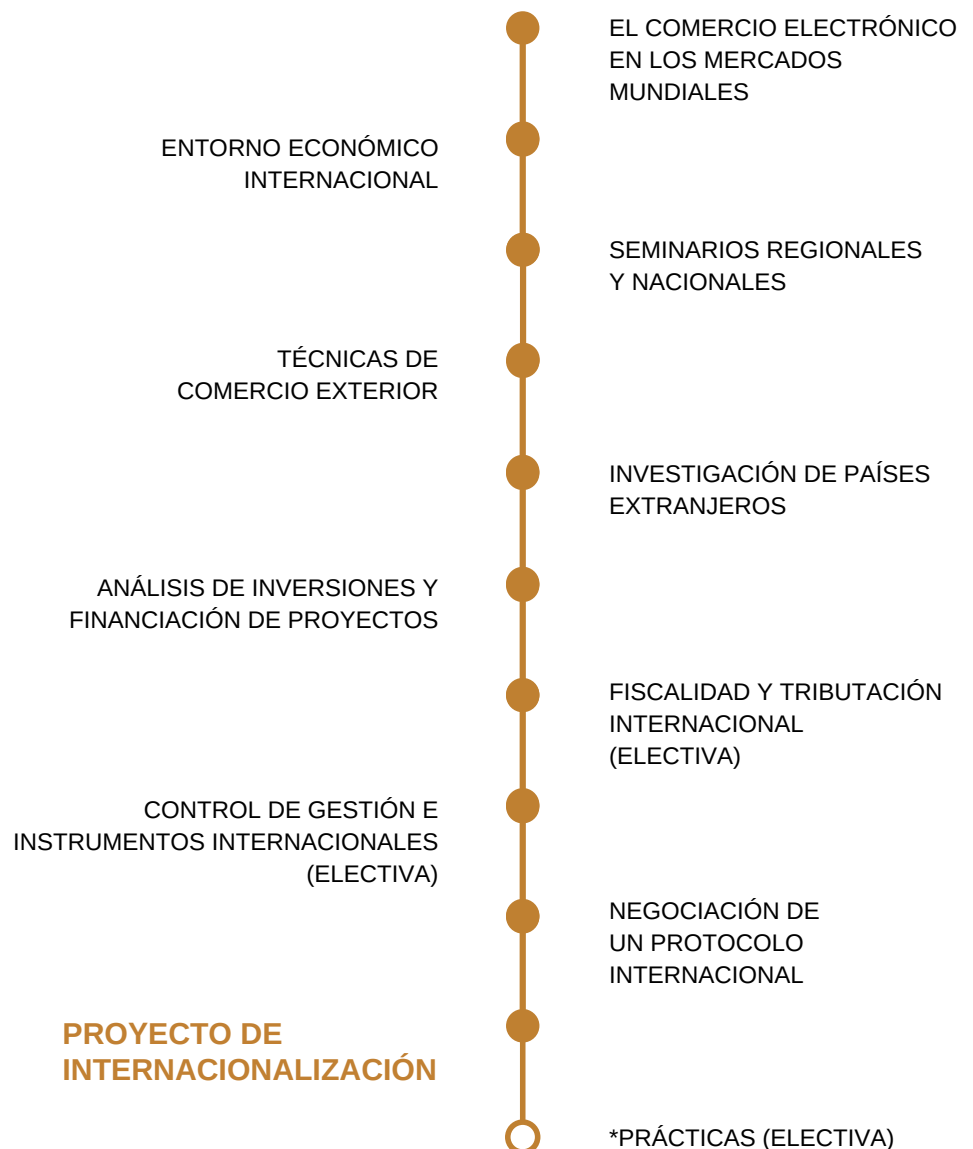 EL COMERCIO ELECTRÓNICO
EN LOS MERCADOS
MUNDIALES
ENTORNO ECONÓMICO
INTERNACIONAL
SEMINARIOS REGIONALES
Y NACIONALES
TÉCNICAS DE
COMERCIO EXTERIOR
INVESTIGACIÓN DE PAÍSES
EXTRANJEROS
ANÁLISIS DE INVERSIONES Y
FINANCIACIÓN DE PROYECTOS
FISCALIDAD Y TRIBUTACIÓN
INTERNACIONAL
(ELECTIVA)
CONTROL DE GESTIÓN E
INSTRUMENTOS INTERNACIONALES
(ELECTIVA)
NEGOCIACIÓN DE
UN PROTOCOLO
INTERNACIONAL
PROYECTO DE
INTERNACIONALIZACIÓN
*PRÁCTICAS (ELECTIVA)